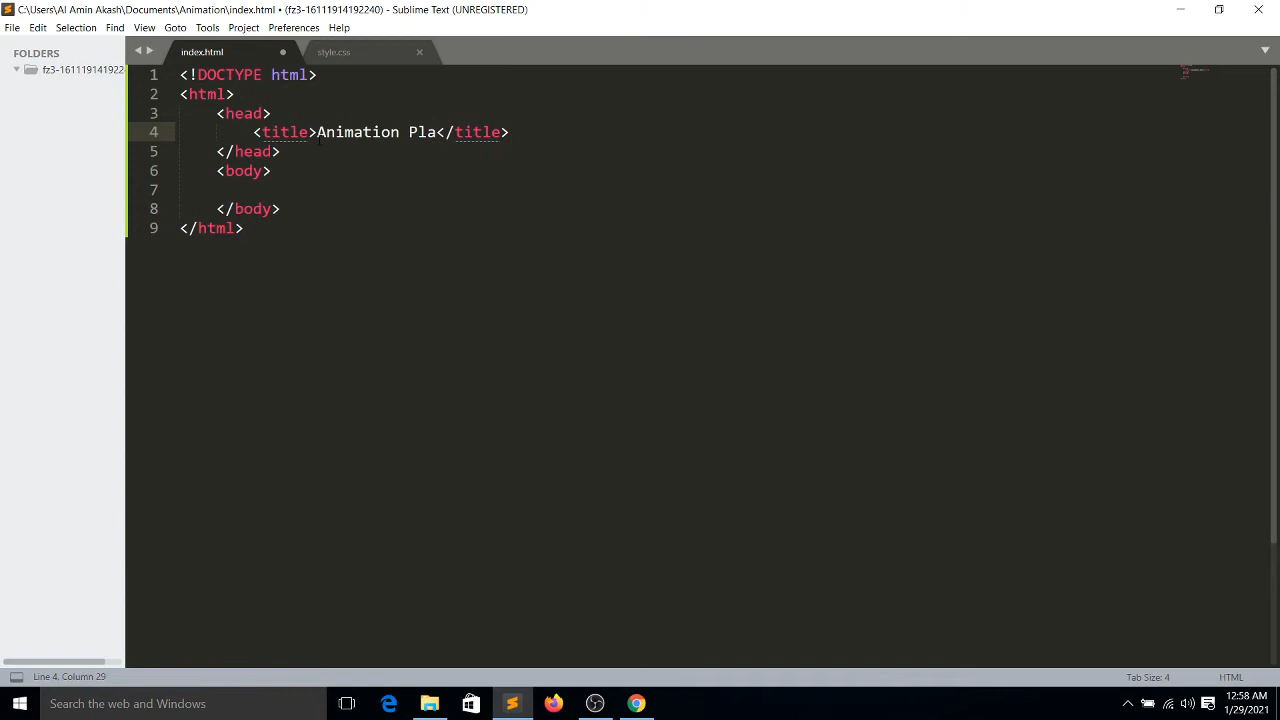 C:\Users\Al Amin Akash\Documents\Animation\index.html • (fz3-16111914192240) - Sublime Text (UNREGISTERED)
File Edit Selection Find View Goto Tools Project Preferences Help
FOLDERS
fz3-161119141922
index.html
style.css
1 <!DOCTYPE html>
2 <html>
3 <head>
4 <title>Animation Pla</title>
5 </head>
6 <body>
7
8 </body>
9 </html>
Line 4, Column 29
Tab Size: 4
HTML
Search the web and Windows
12:58 AM
1/29/2021